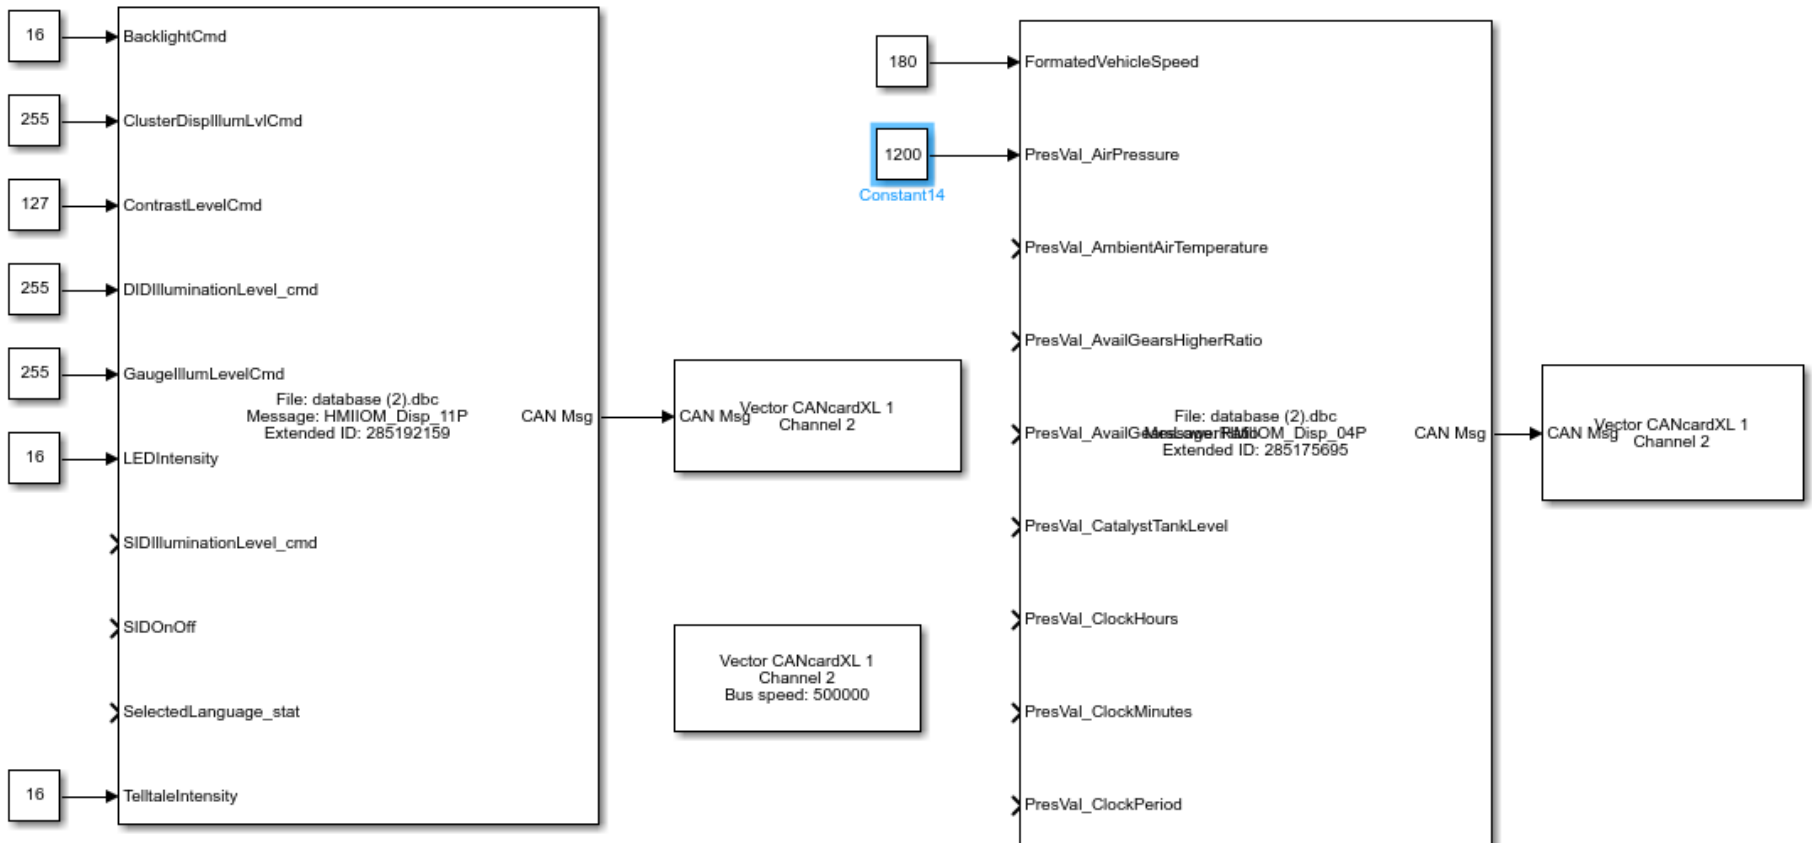 16
BacklightCmd
255
ClusterDispIllumLvlCmd
127
ContrastLevelCmd
255
DIDIlluminationLevel_cmd
255
GaugeIllumLevelCmd
File: database (2).dbc
Message: HMIIOM_Disp_11P
Extended ID: 285192159
CAN Msg
16
LEDIntensity
SIDIlluminationLevel_cmd
SIDOnOff
SelectedLanguage_stat
16
TelltaleIntensity
CAN Msg
Vector CANcardXL 1
Channel 2
Vector CANcardXL 1
Channel 2
Bus speed: 500000
180
FormatedVehicleSpeed
1200
Constant14
PresVal_AirPressure
PresVal_AmbientAirTemperature
PresVal_AvailGearsHigherRatio
PresVal_AvailGearsLowerRatio
File: database (2).dbc
Message: HMIIOM_Disp_04P
Extended ID: 285175695
CAN Msg
PresVal_CatalystTankLevel
PresVal_ClockHours
PresVal_ClockMinutes
PresVal_ClockPeriod
CAN Msg
Vector CANcardXL 1
Channel 2